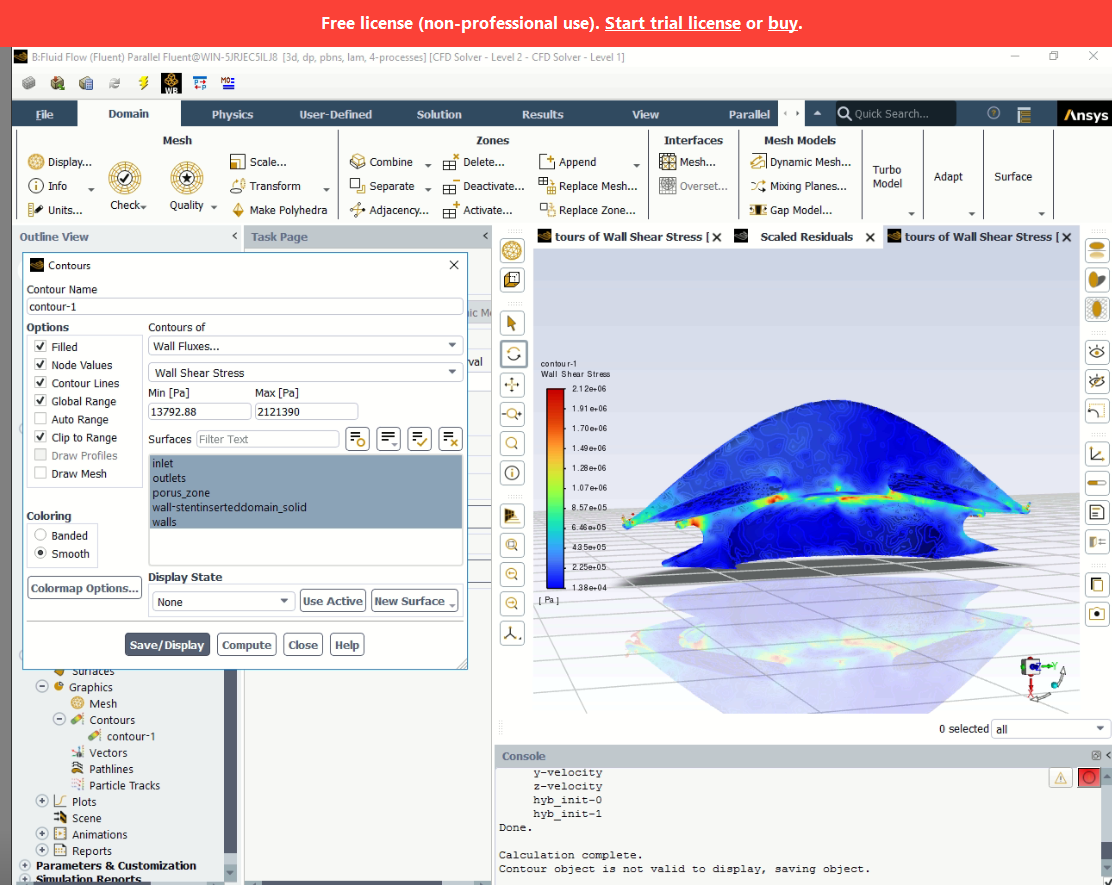 Free license (non-professional use). Start trial license or buy.
B:Fluid Flow (Fluent) Parallel Fluent@WIN-SJRJECSILJ8 [3d, dp, pbns, lam, 4-processes] [CFD Solver - Level 2 - CFD Solver - Level 1]
WB
File Domain Physics User-Defined Solution Results View Parallel Quick Search... Ansys
Mesh Zones Interfaces Mesh Models
Display... Scale... Combine Delete... Append Mesh... Dynamic Mesh...
Info Transform Separate Deactivate... Replace Mesh... Overset... Mixing Planes...
Units... Check Quality Make Polyhedra Adjacency... Activate... Replace Zone... Gap Model...
Turbo Model Adapt Surface
Outline View < Task Page < tours of Wall Shear Stress [ Scaled Residuals tours of Wall Shear Stress [
Contours
Contour Name
contour-1
Options
Filled
Node Values
Contour Lines
Global Range
Auto Range
Clip to Range
Draw Profiles
Draw Mesh
Coloring
Banded
Smooth
Colormap Options...
Contours of
Wall Fluxes...
Wall Shear Stress
Min [Pa] Max [Pa]
13792.88 2121390
Surfaces Filter Text
inlet
outlets
porus_zone
wall-stentinserteddomain_solid
walls
Display State
None Use Active New Surface
Save/Display Compute Close Help
ic Mo
val
contour-1
Wall Shear Stress
2.12e+06
1.91e+06
1.70e+06
1.49e+06
1.28e+06
1.07e+06
8.57e+05
6.46e+05
4.35e+05
2.25e+05
1.38e+04
[ Pa ]
Y
Surfaces
Graphics
Mesh
Contours
contour-1
Vectors
Pathlines
Particle Tracks
Plots
Scene
Animations
Reports
Parameters & Customization
Simulation Reports
0 selected all
Console
y-velocity
z-velocity
hyb_init-0
hyb_init-1
Done.
Calculation complete.
Contour object is not valid to display, saving object.